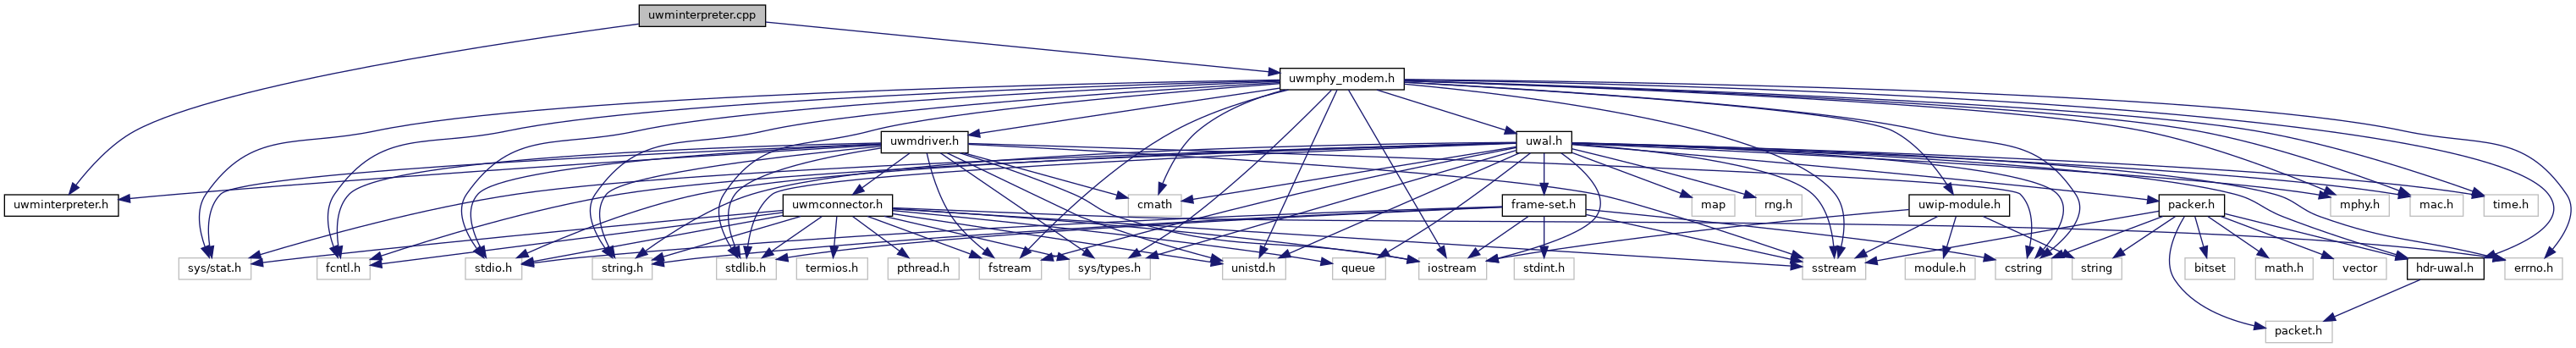 uwminterpreter.cpp
uwmphy_modem.h
uwmdriver.h
uwal.h
uwminterpreter.h
uwmconnector.h
cmath
frame-set.h
map
rng.h
uwip-module.h
packer.h
mphy.h
mac.h
time.h
sys/stat.h
fcntl.h
stdio.h
string.h
stdlib.h
termios.h
pthread.h
fstream
sys/types.h
unistd.h
queue
iostream
stdint.h
sstream
module.h
cstring
string
bitset
math.h
vector
hdr-uwal.h
errno.h
packet.h